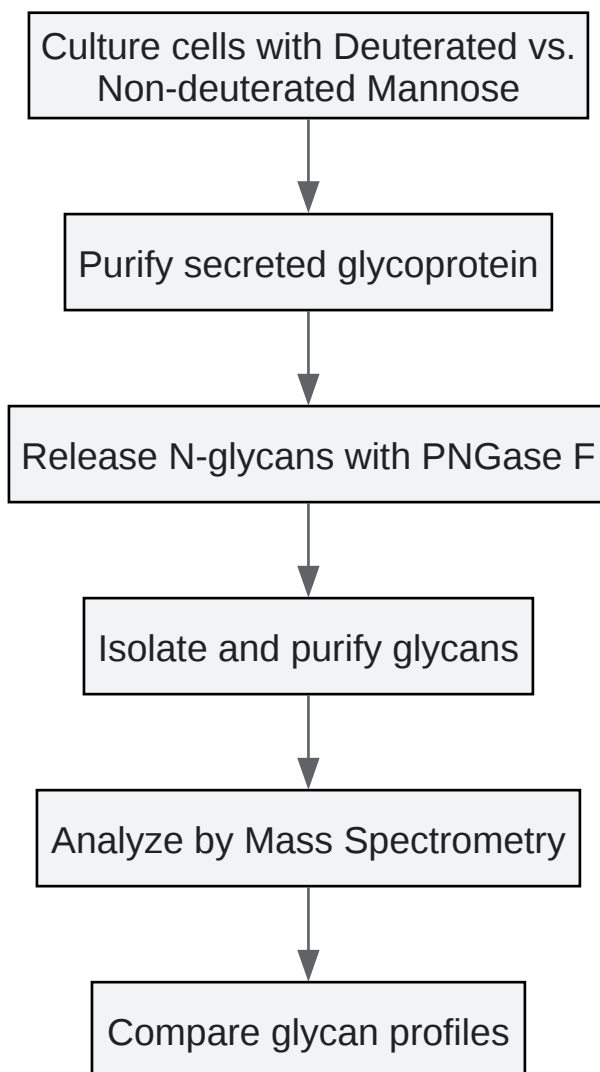 Culture cells with Deuterated vs.
Non-deuterated Mannose
Purify secreted glycoprotein
Release N-glycans with PNGase F
Isolate and purify glycans
Analyze by Mass Spectrometry
Compare glycan profiles